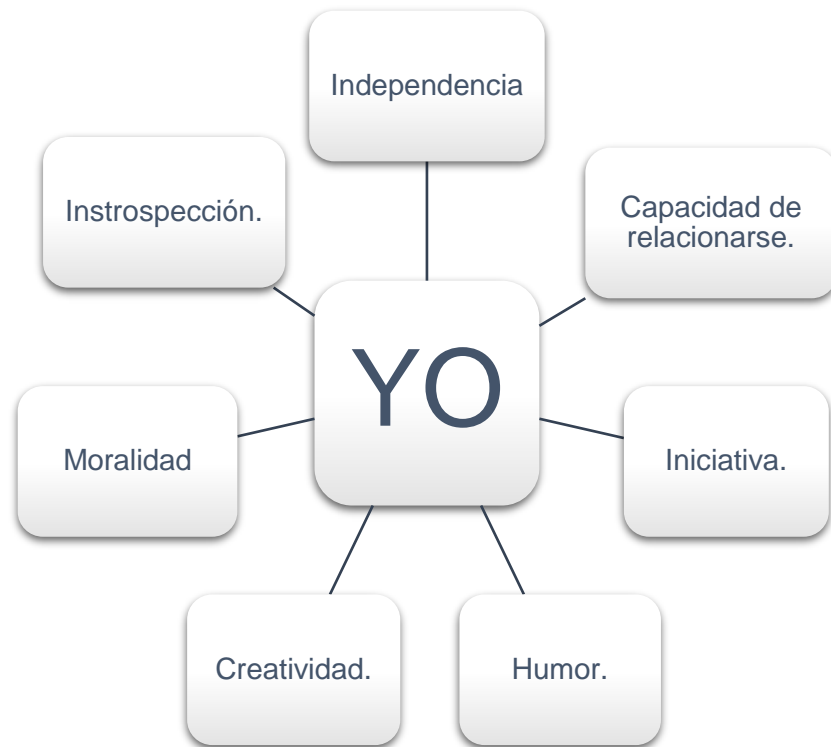 Independencia
Instrospección.
Capacidad de
relacionarse.
YO
Moralidad
Iniciativa.
Creatividad.
Humor.